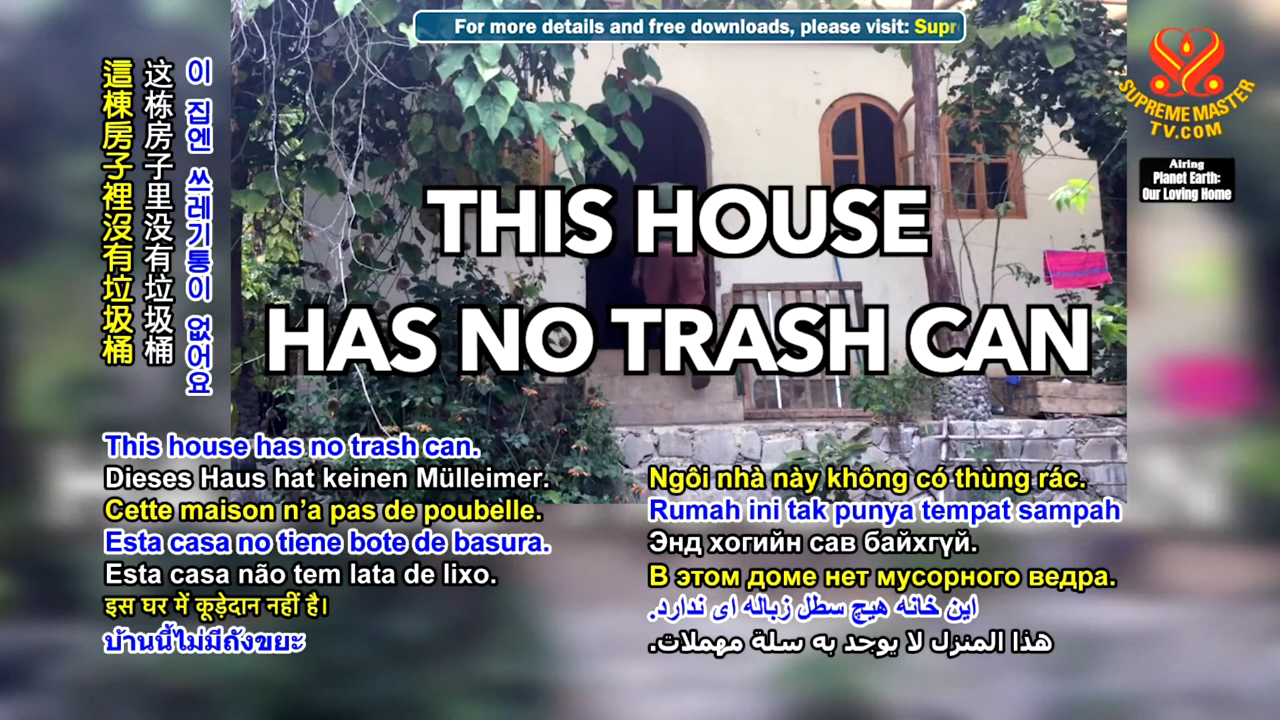 For more details and free downloads, please visit:
SUPREME MASTER
TV.COM
Airing
Planet Earth:
Our Loving Home
這棟房子裡沒有垃圾桶
这栋房子里没有垃圾桶
이 집엔 쓰레기통이 없어요
THIS HOUSE
HAS NO TRASH CAN
This house has no trash can.
Dieses Haus hat keinen Mülleimer.
Cette maison n’a pas de poubelle.
Esta casa no tiene bote de basura.
Esta casa não tem lata de lixo.
इस घर में कूड़ेदान नहीं है।
บ้านนี้ไม่มีถังขยะ
Ngôi nhà này không có thùng rác.
Rumah ini tak punya tempat sampah
Энд хогийн сав байхгүй.
В этом доме нет мусорного ведра.
این خانه هیچ سطل زباله ای ندارد.
هذا المنزل لا يوجد به سلة مهملات.